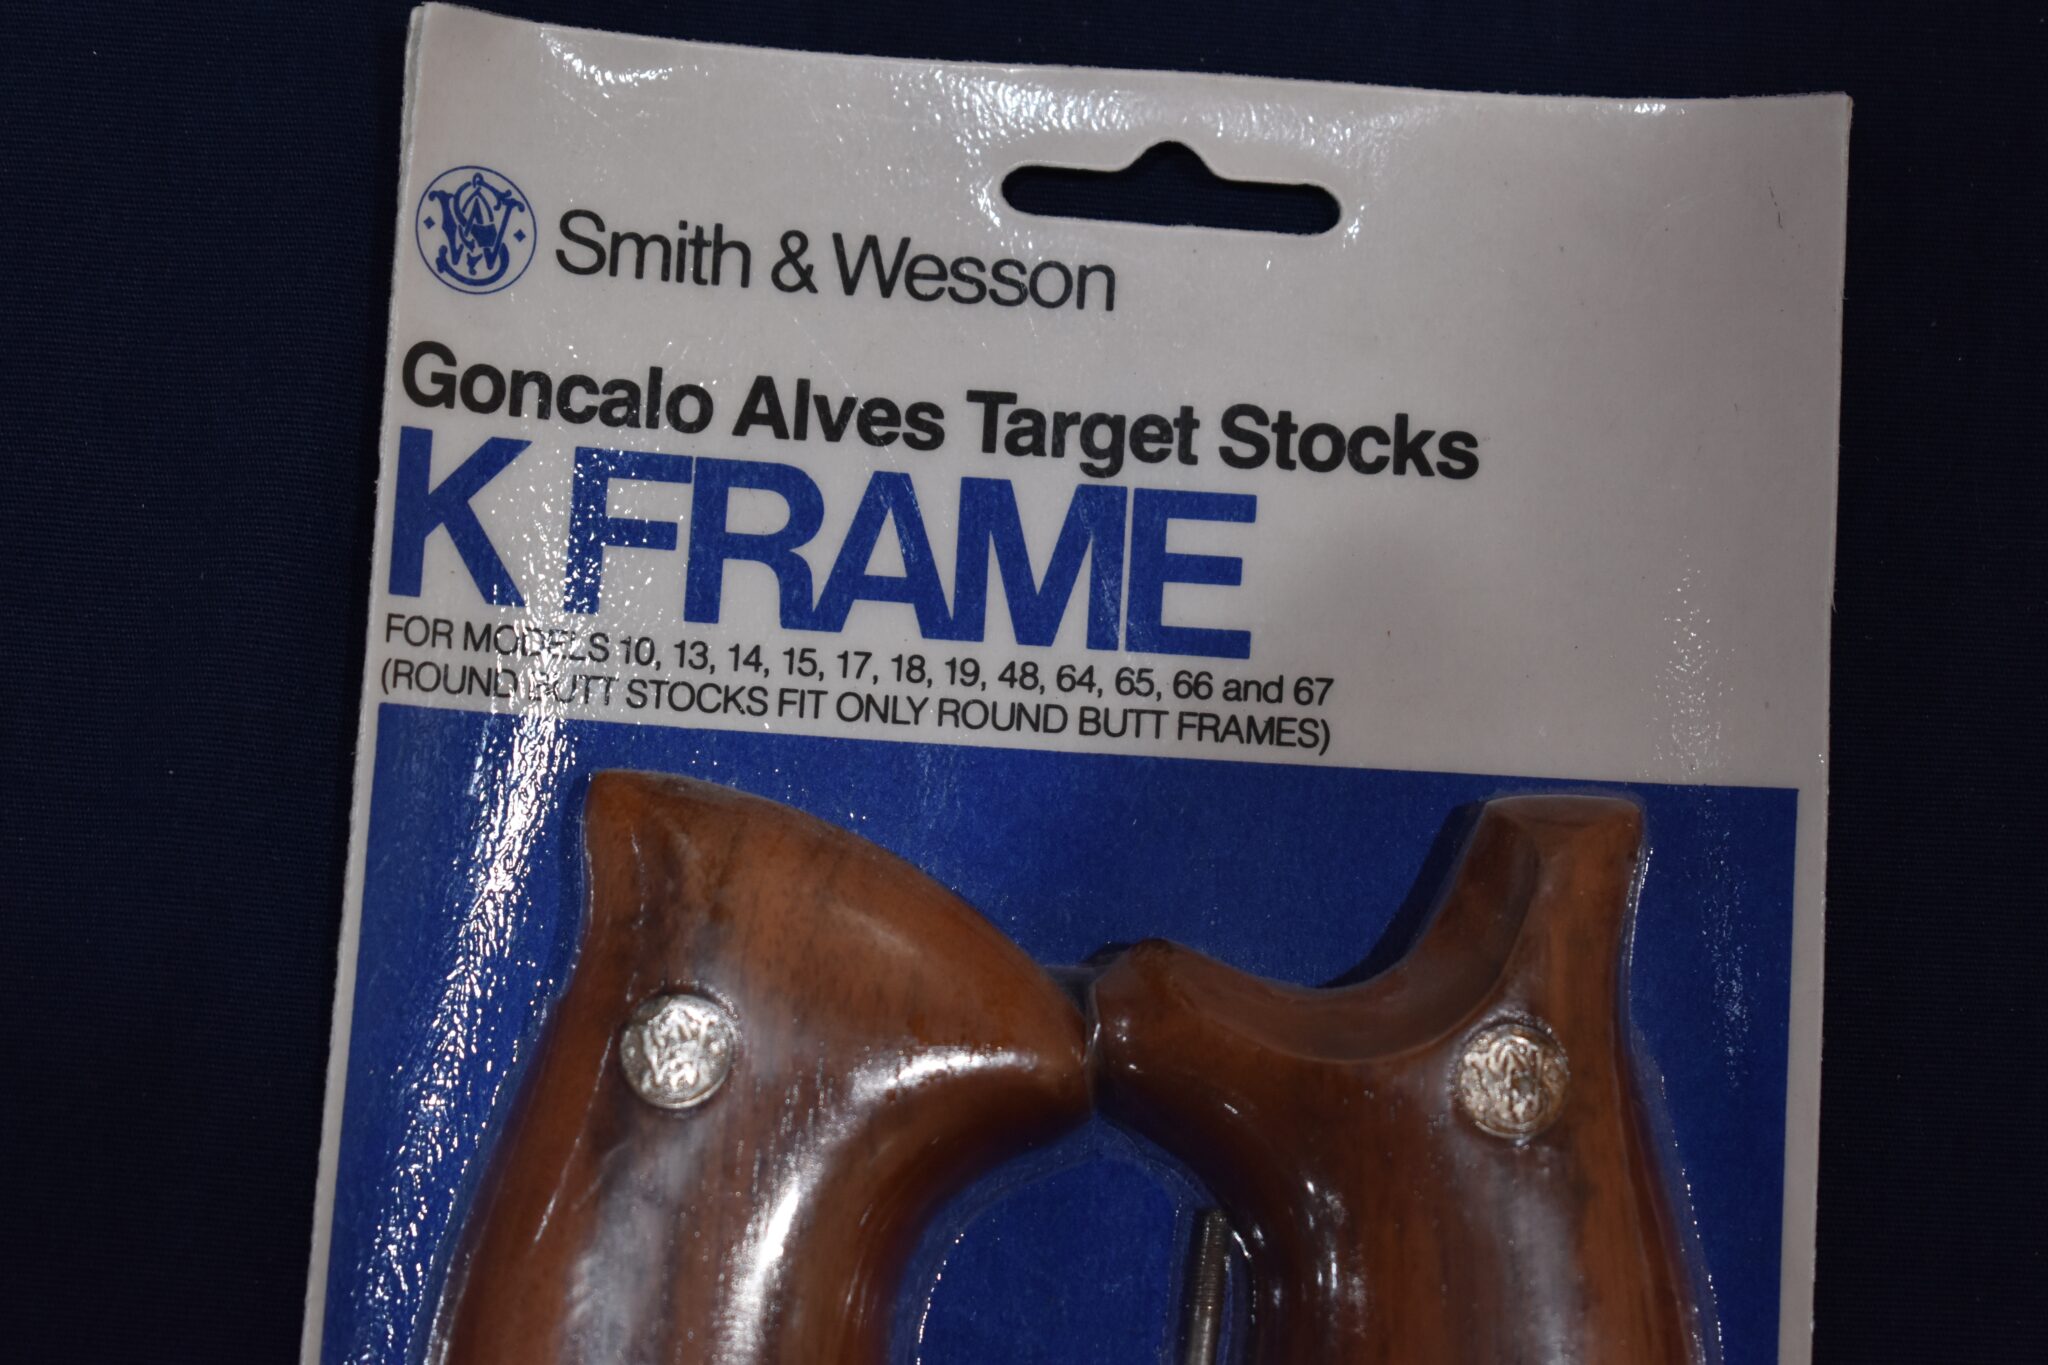 Smith & Wesson
Goncalo Alves Target Stocks
K FRAME
FOR MODELS 10, 13, 14, 15, 17, 18, 19, 48, 64, 65, 66 and 67
(ROUND BUTT STOCKS FIT ONLY ROUND BUTT FRAMES)